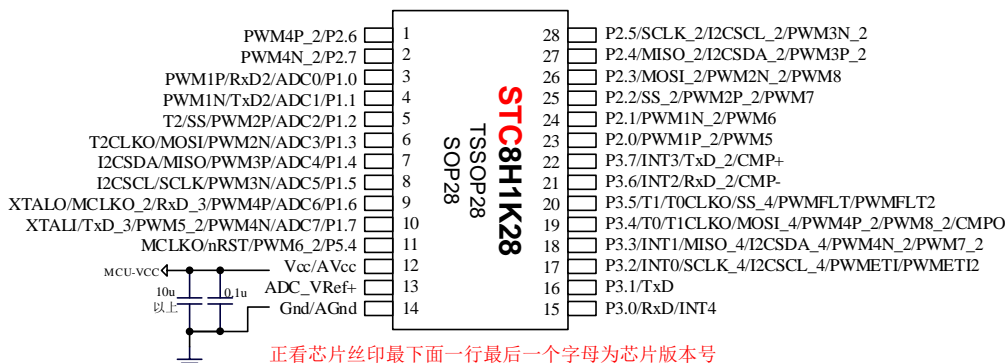 PWM4P_2/P2.6
PWM4N_2/P2.7
PWM1P/RxD2/ADC0/P1.0
PWM1N/TxD2/ADC1/P1.1
T2/SS/PWM2P/ADC2/P1.2
T2CLKO/MOSI/PWM2N/ADC3/P1.3
I2CSDA/MISO/PWM3P/ADC4/P1.4
I2CSCL/SCLK/PWM3N/ADC5/P1.5
XTALO/MCLKO_2/RxD_3/PWM4P/ADC6/P1.6
XTALI/TxD_3/PWM5_2/PWM4N/ADC7/P1.7
MCLKO/nRST/PWM6_2/P5.4
Vcc/AVcc
ADC_VRef+
Gnd/AGnd
MCU-VCC
10u
以上
0.1u
1
2
3
4
5
6
7
8
9
10
11
12
13
14
STC8H1K28
TSSOP28
SOP28
28
27
26
25
24
23
22
21
20
19
18
17
16
15
P2.5/SCLK_2/I2CSCL_2/PWM3N_2
P2.4/MISO_2/I2CSDA_2/PWM3P_2
P2.3/MOSI_2/PWM2N_2/PWM8
P2.2/SS_2/PWM2P_2/PWM7
P2.1/PWM1N_2/PWM6
P2.0/PWM1P_2/PWM5
P3.7/INT3/TxD_2/CMP+
P3.6/INT2/RxD_2/CMP-
P3.5/T1/T0CLKO/SS_4/PWMFLT/PWMFLT2
P3.4/T0/T1CLKO/MOSI_4/PWM4P_2/PWM8_2/CMPO
P3.3/INT1/MISO_4/I2CSDA_4/PWM4N_2/PWM7_2
P3.2/INT0/SCLK_4/I2CSCL_4/PWMETI/PWMETI2
P3.1/TxD
P3.0/RxD/INT4
正看芯片丝印最下面一行最后一个字母为芯片版本号